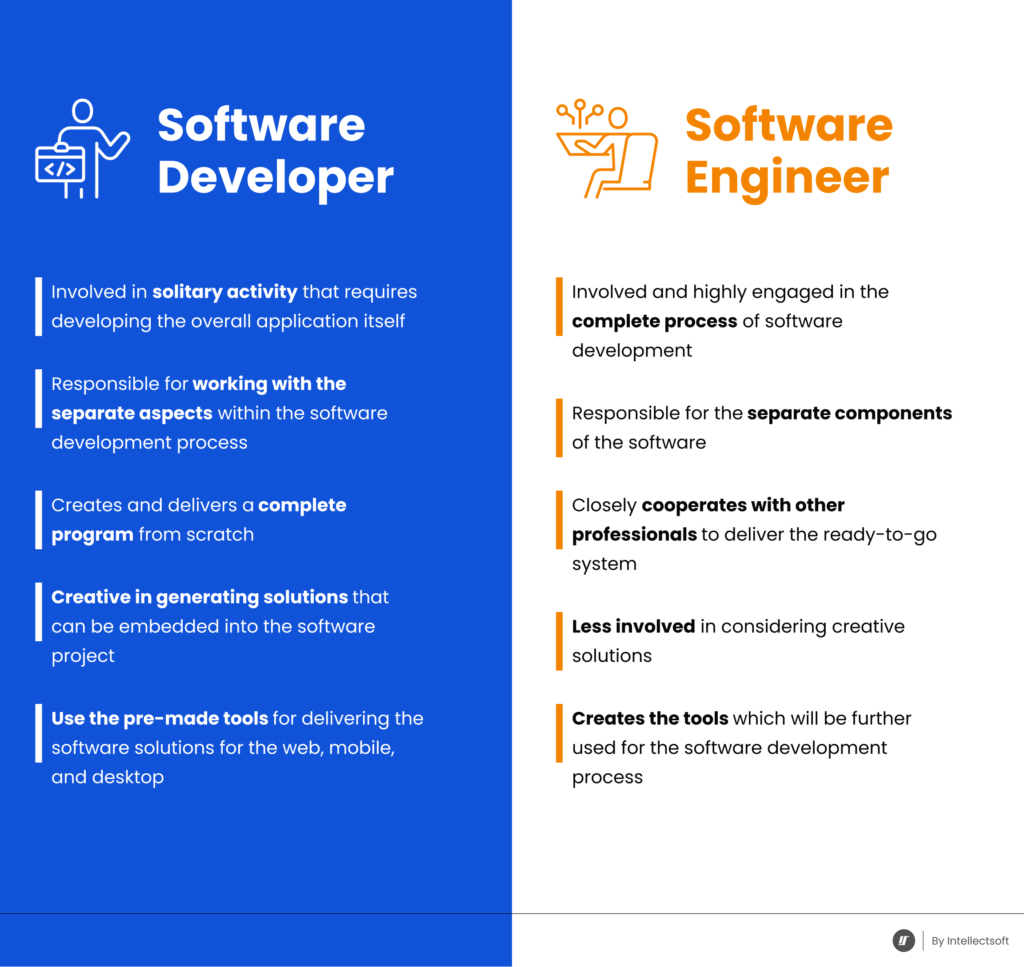 Software
Developer
</>
Involved in solitary activity that requires
developing the overall application itself
Responsible for working with the
separate aspects within the software
development process
Creates and delivers a complete
program from scratch
Creative in generating solutions that
can be embedded into the software
project
Use the pre-made tools for delivering the
software solutions for the web, mobile,
and desktop
Software
Engineer
Involved and highly engaged in the
complete process of software
development
Responsible for the separate components
of the software
Closely cooperates with other
professionals to deliver the ready-to-go
system
Less involved in considering creative
solutions
Creates the tools which will be further
used for the software development
process
By Intellectsoft